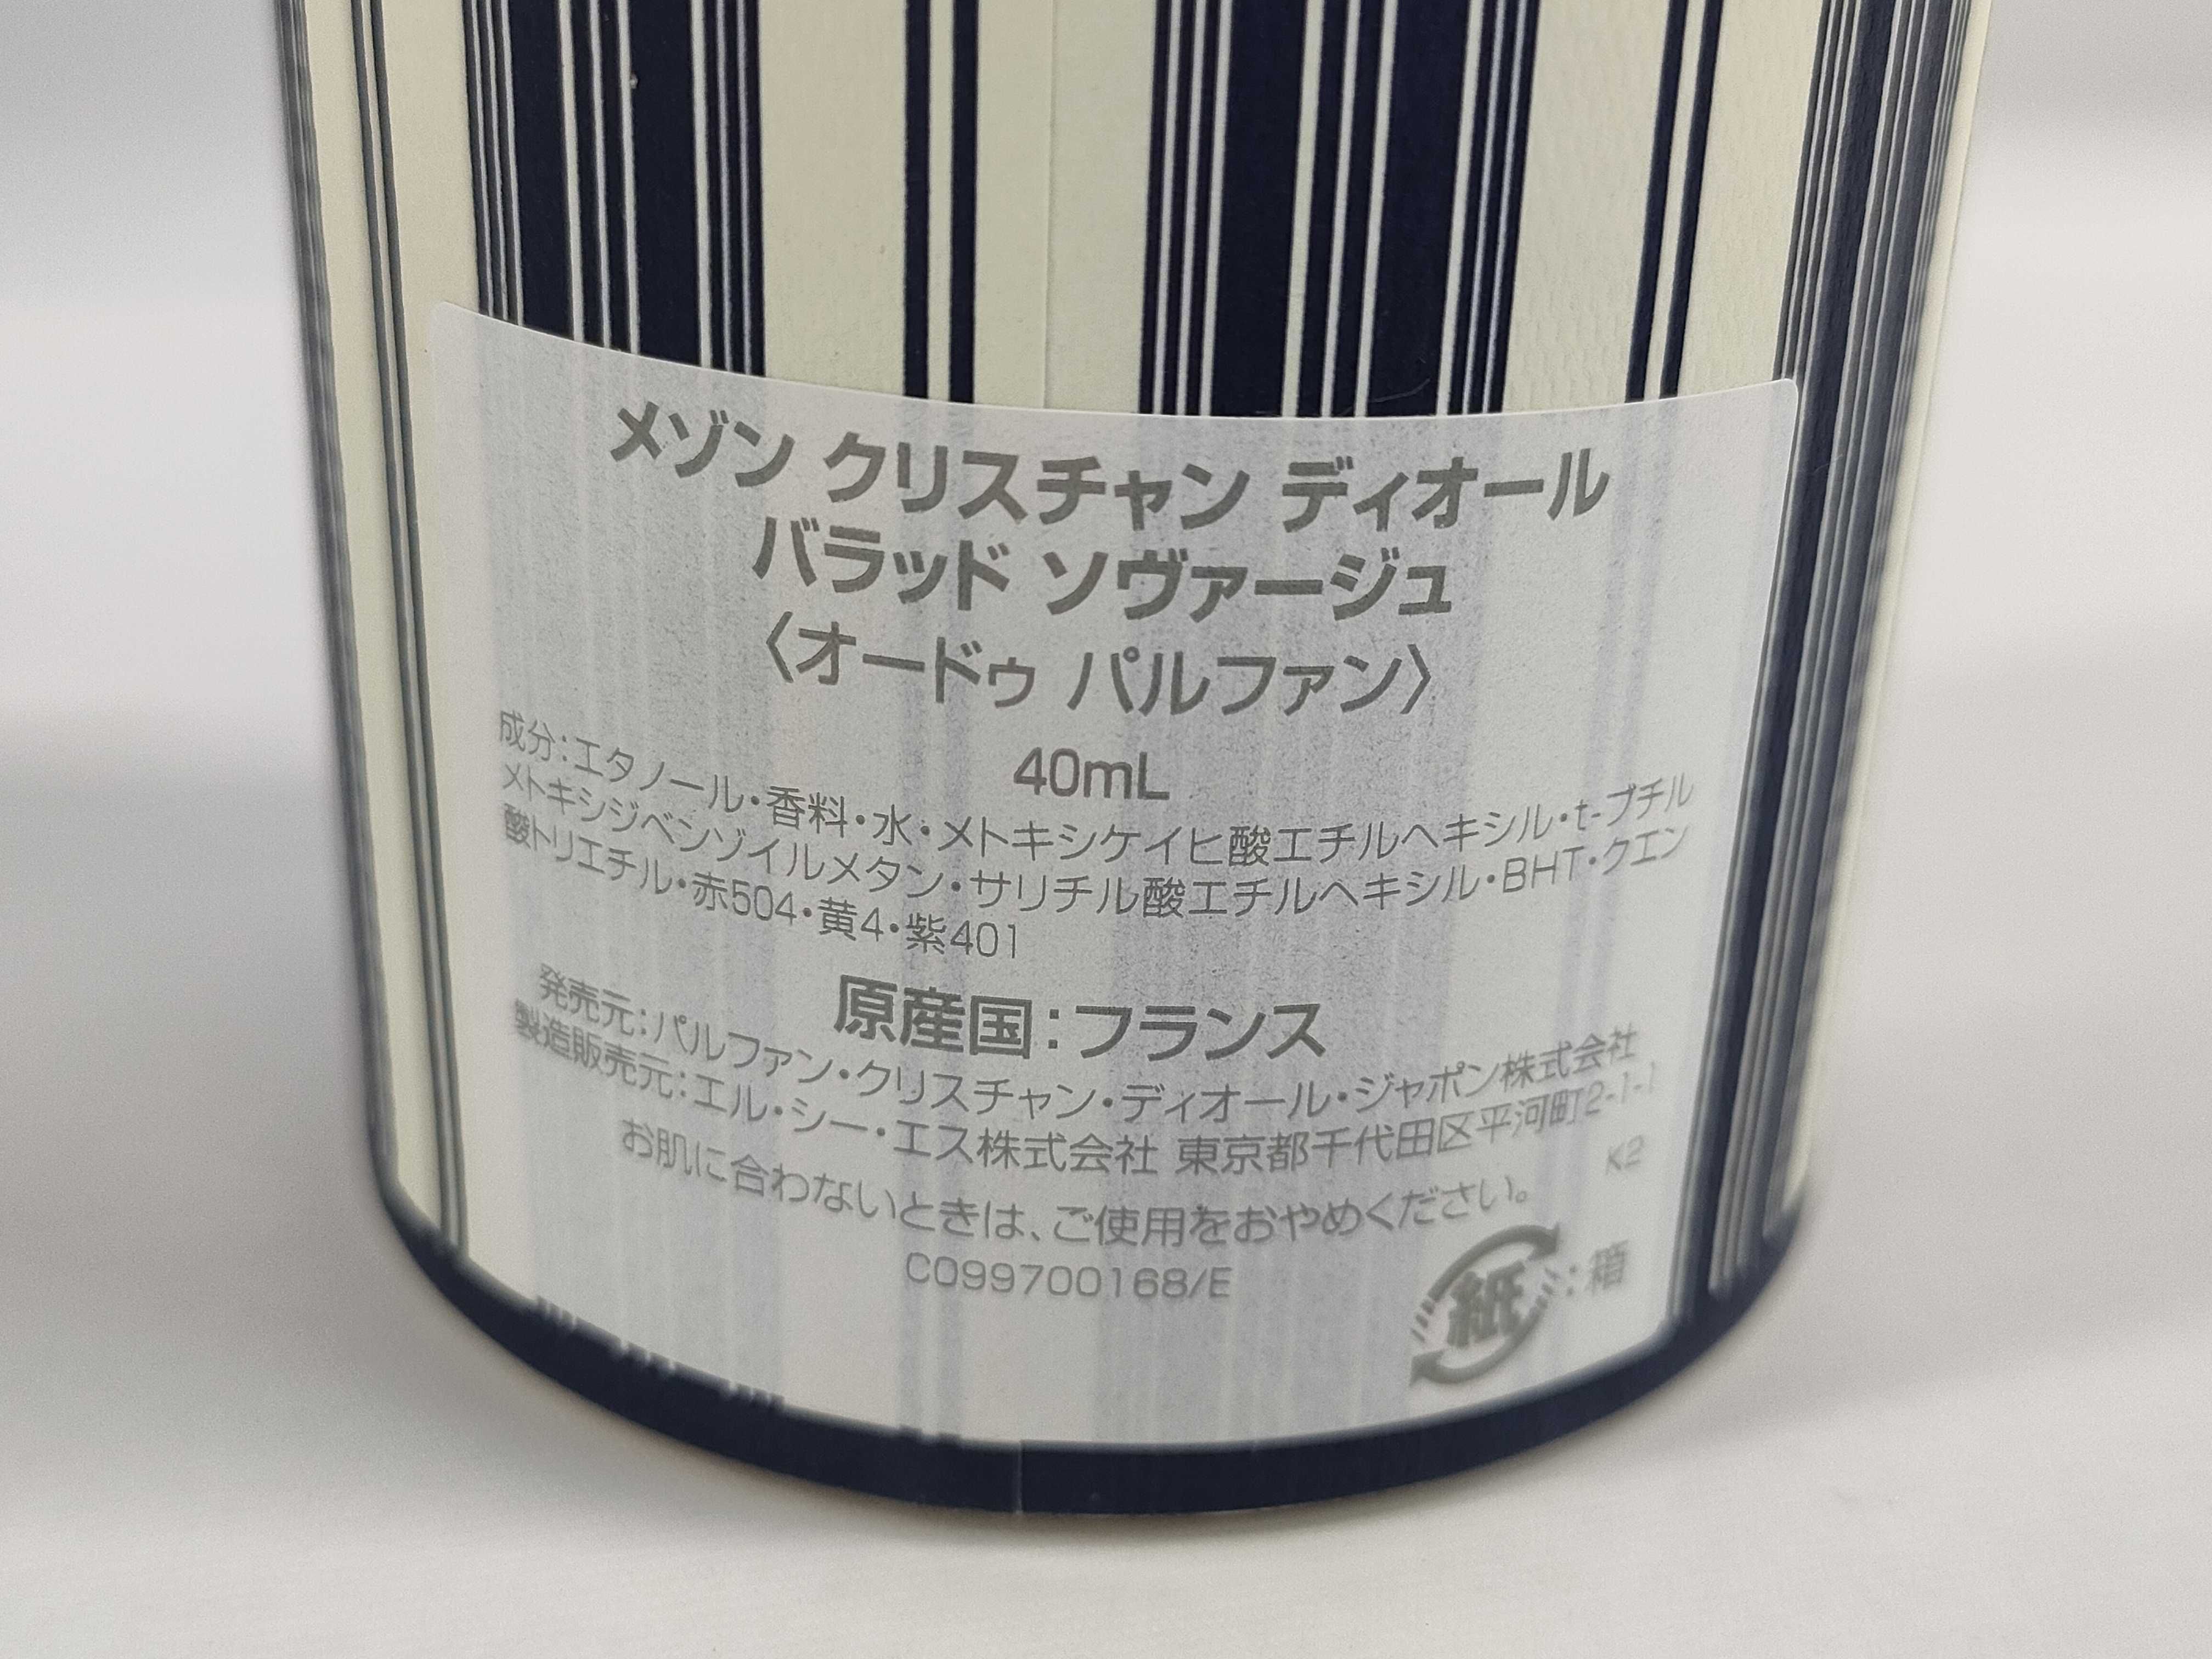 メゾン クリスチャン ディオール
バラッド ソヴァージュ
〈オードゥ パルファン〉
40mL
成分：エタノール・香料・水・メトキシケイヒ酸エチルヘキシル・t-ブチル
メトキシジベンゾイルメタン・サリチル酸エチルヘキシル・BHT・クエン
酸トリエチル・赤504・黄4・紫401
原産国：フランス
発売元：パルファン・クリスチャン・ディオール・ジャポン株式会社
製造販売元：エル・シー・エス株式会社 東京都千代田区平河町2-1-1
K2
お肌に合わないときは、ご使用をおやめください。
C099700168/E
紙：箱